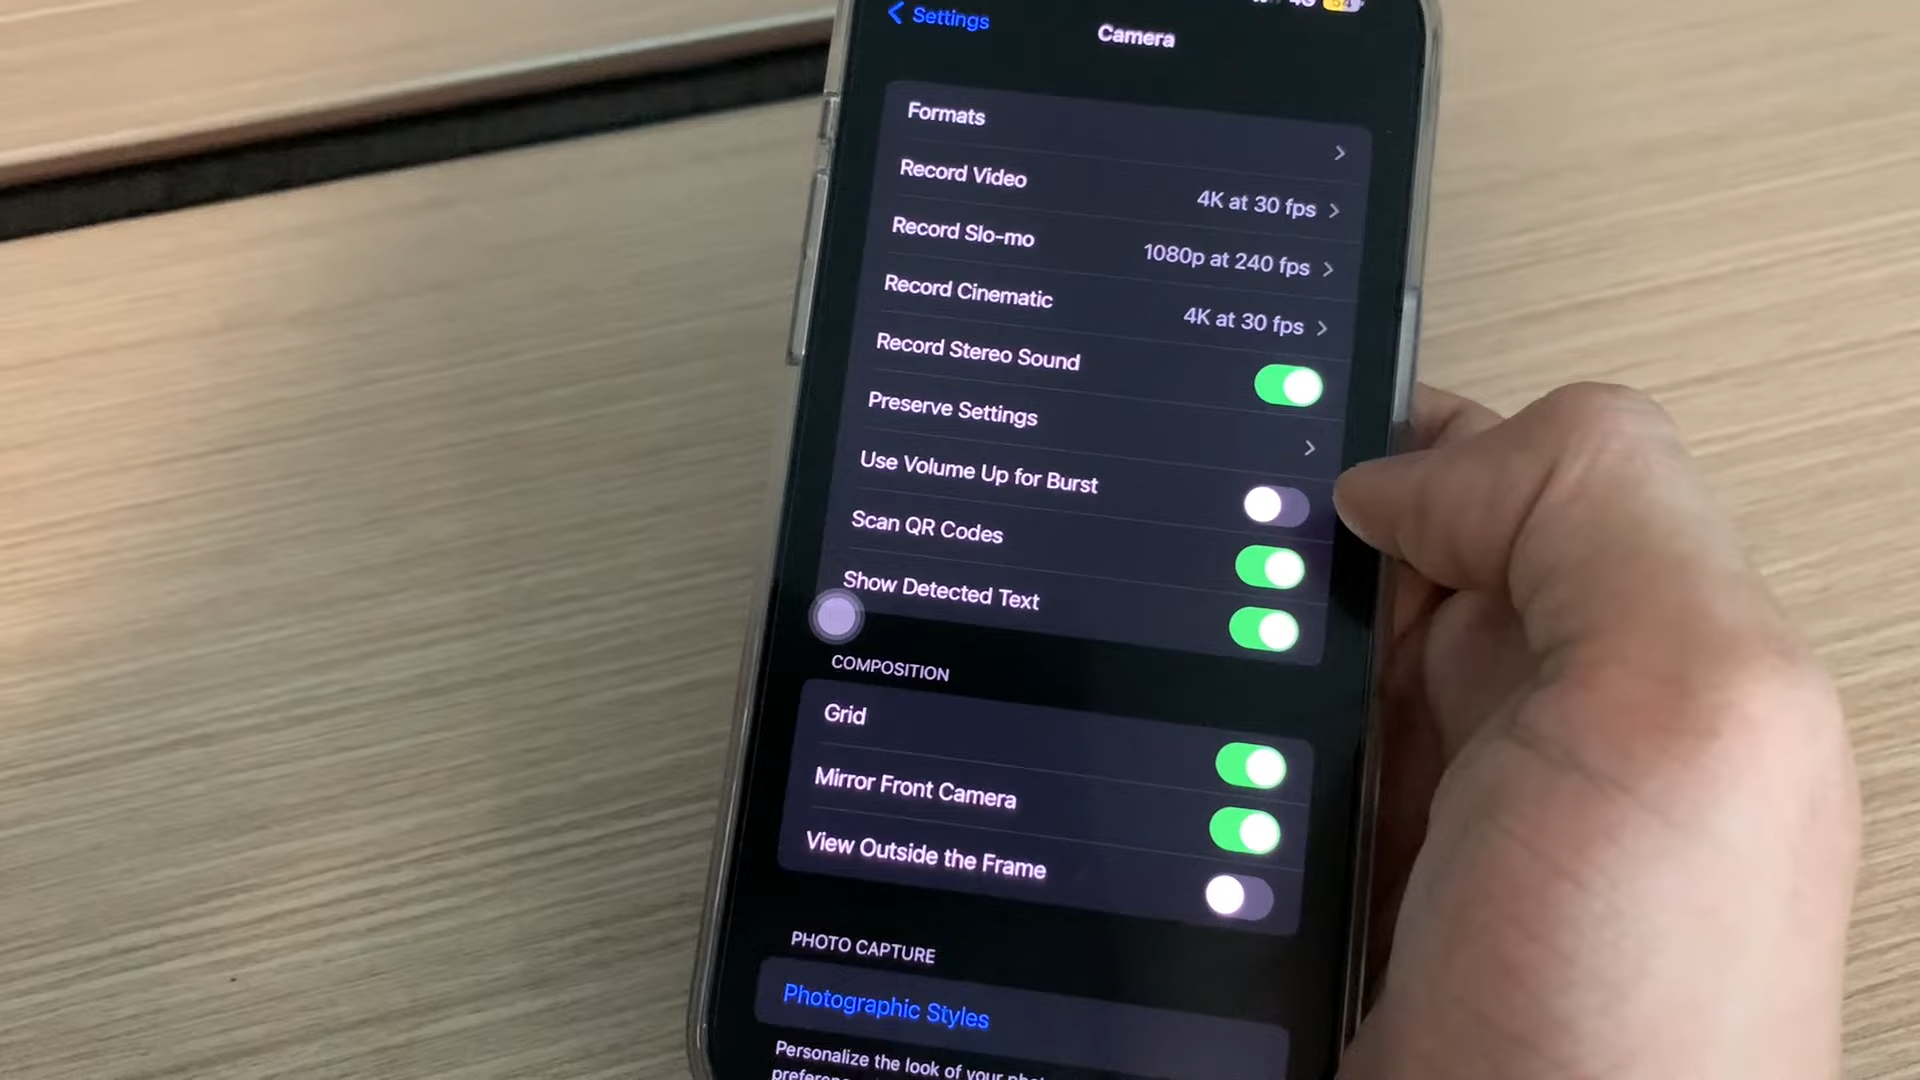 Settings
Camera
Formats
Record Video 4K at 30 fps
Record Slo-mo 1080p at 240 fps
Record Cinematic 4K at 30 fps
Record Stereo Sound
Preserve Settings
Use Volume Up for Burst
Scan QR Codes
Show Detected Text
COMPOSITION
Grid
Mirror Front Camera
View Outside the Frame
PHOTO CAPTURE
Photographic Styles
Personalize the look of your